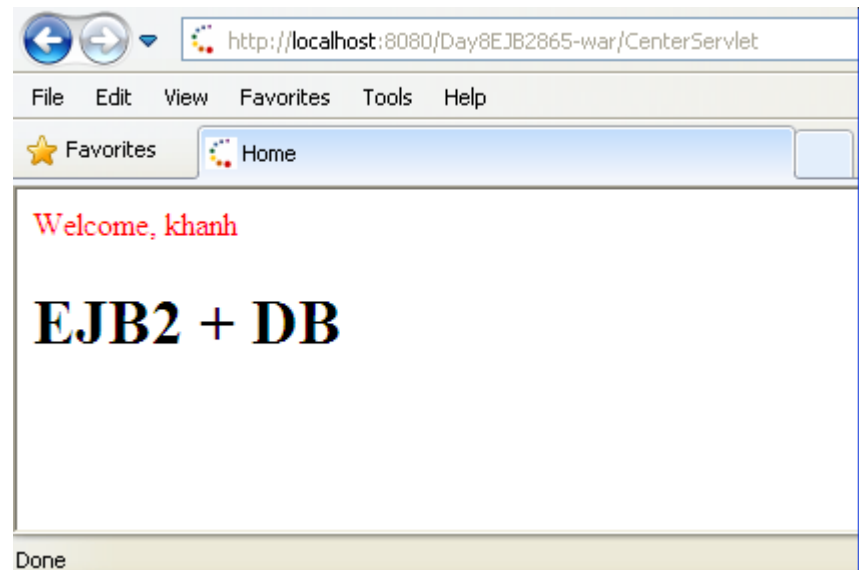 http://localhost:8080/Day8EJB2865-war/CenterServlet
File Edit View Favorites Tools Help
Favorites Home
Welcome, khanh
EJB2 + DB
Done